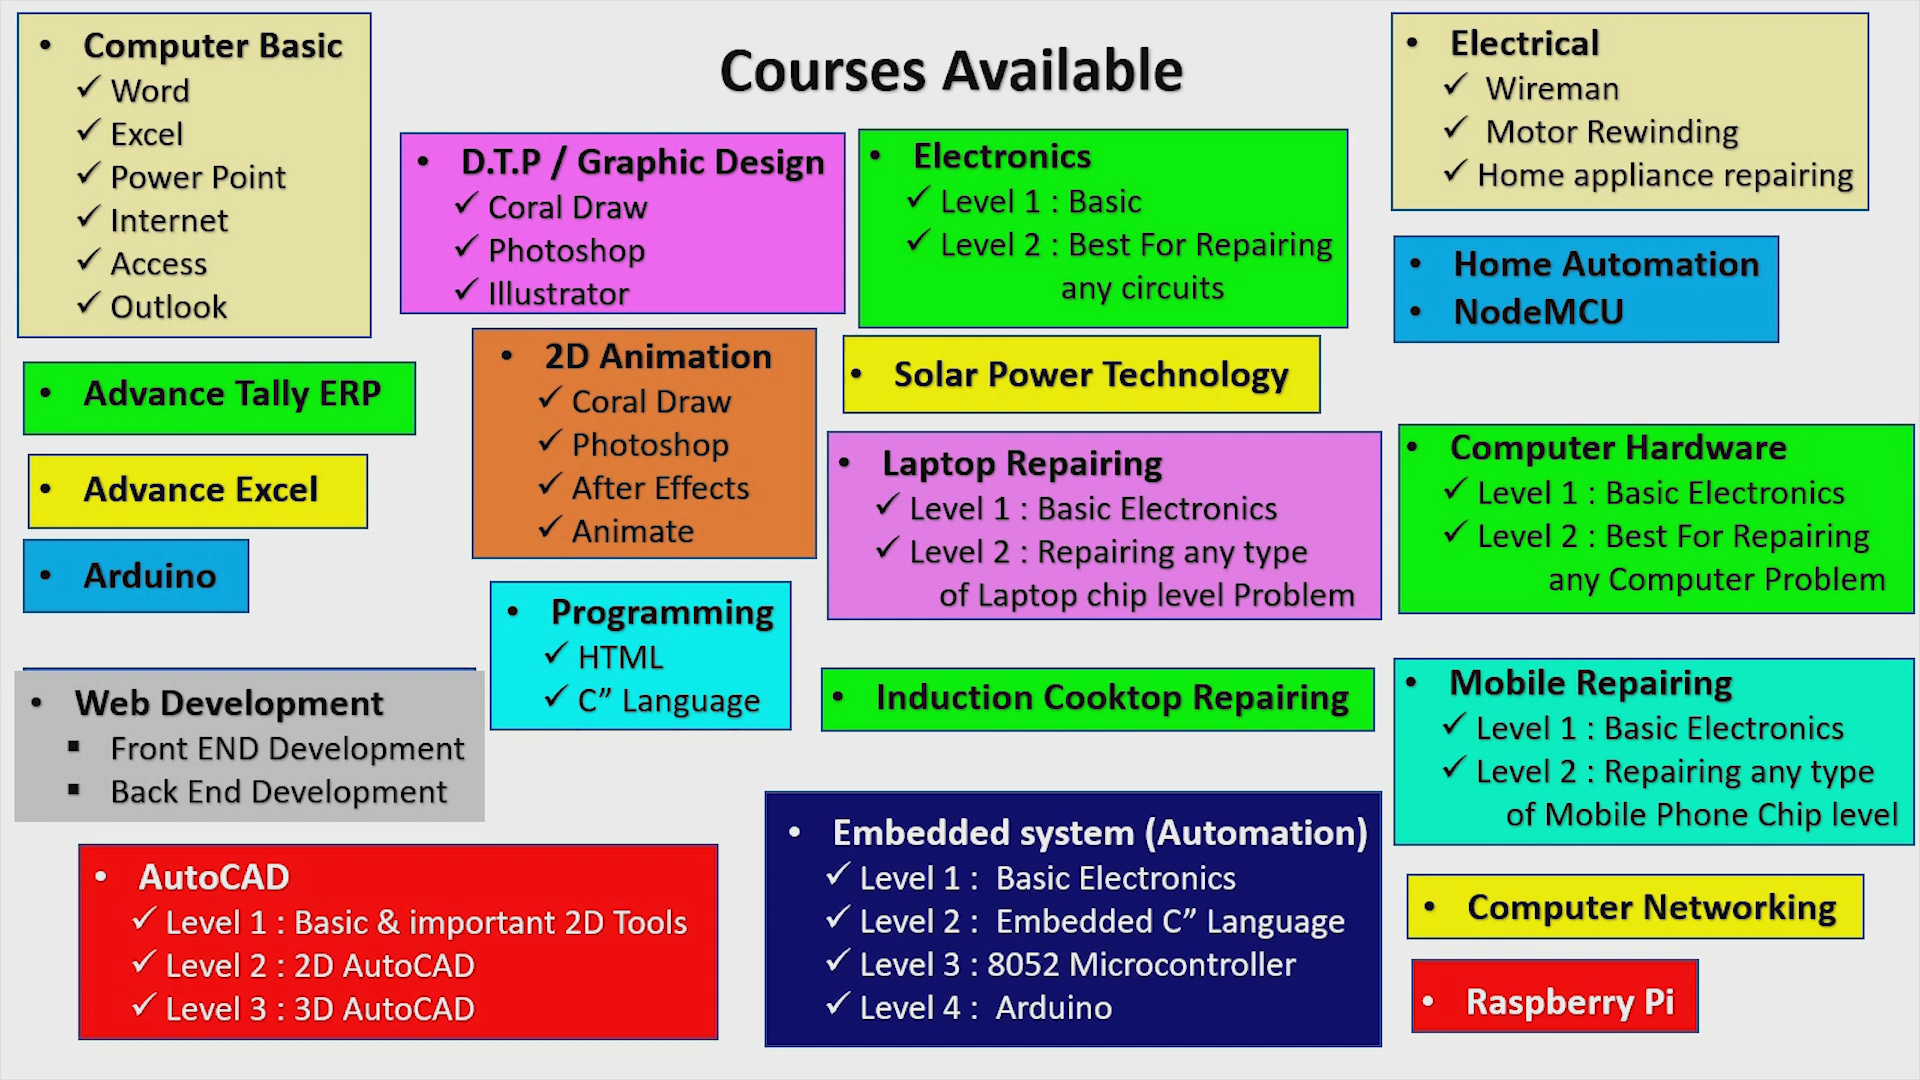 Courses Available
• Computer Basic
✓ Word
✓ Excel
✓ Power Point
✓ Internet
✓ Access
✓ Outlook
• Advance Tally ERP
• Advance Excel
• Arduino
• Web Development
▪ Front END Development
▪ Back End Development
• AutoCAD
✓ Level 1 : Basic & important 2D Tools
✓ Level 2 : 2D AutoCAD
✓ Level 3 : 3D AutoCAD
• D.T.P / Graphic Design
✓ Coral Draw
✓ Photoshop
✓ Illustrator
• 2D Animation
✓ Coral Draw
✓ Photoshop
✓ After Effects
✓ Animate
• Programming
✓ HTML
✓ C” Language
• Electronics
✓ Level 1 : Basic
✓ Level 2 : Best For Repairing
any circuits
• Solar Power Technology
• Laptop Repairing
✓ Level 1 : Basic Electronics
✓ Level 2 : Repairing any type
of Laptop chip level Problem
• Induction Cooktop Repairing
• Embedded system (Automation)
✓ Level 1 : Basic Electronics
✓ Level 2 : Embedded C” Language
✓ Level 3 : 8052 Microcontroller
✓ Level 4 : Arduino
• Electrical
✓ Wireman
✓ Motor Rewinding
✓ Home appliance repairing
• Home Automation
• NodeMCU
• Computer Hardware
✓ Level 1 : Basic Electronics
✓ Level 2 : Best For Repairing
any Computer Problem
• Mobile Repairing
✓ Level 1 : Basic Electronics
✓ Level 2 : Repairing any type
of Mobile Phone Chip level
• Computer Networking
• Raspberry Pi